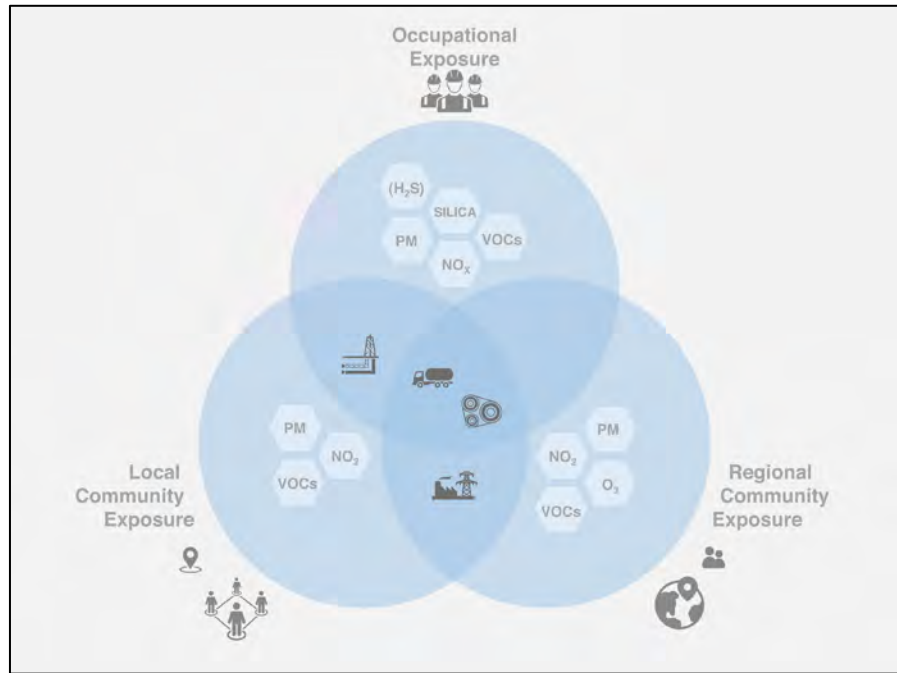 Occupational
Exposure
(H₂S)
SILICA
PM
VOCs
NOₓ
PM
NO₂
VOCs
PM
NO₂
O₃
VOCs
Local
Community
Exposure
Regional
Community
Exposure